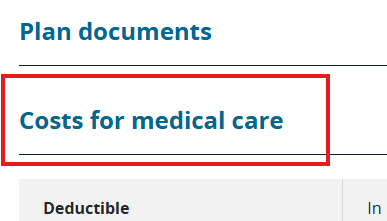 Plan documents
Costs for medical care
Deductible In